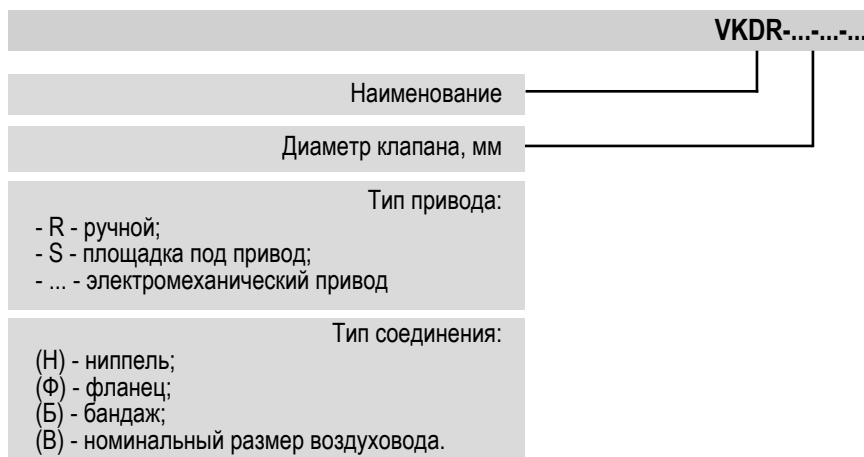 VKDR-...-...-...
Наименование
Диаметр клапана, мм
Тип привода:
- R - ручной;
- S - площадка под привод;
- ... - электромеханический привод
Тип соединения:
(Н) - ниппель;
(Ф) - фланец;
(Б) - бандаж;
(В) - номинальный размер воздуховода.